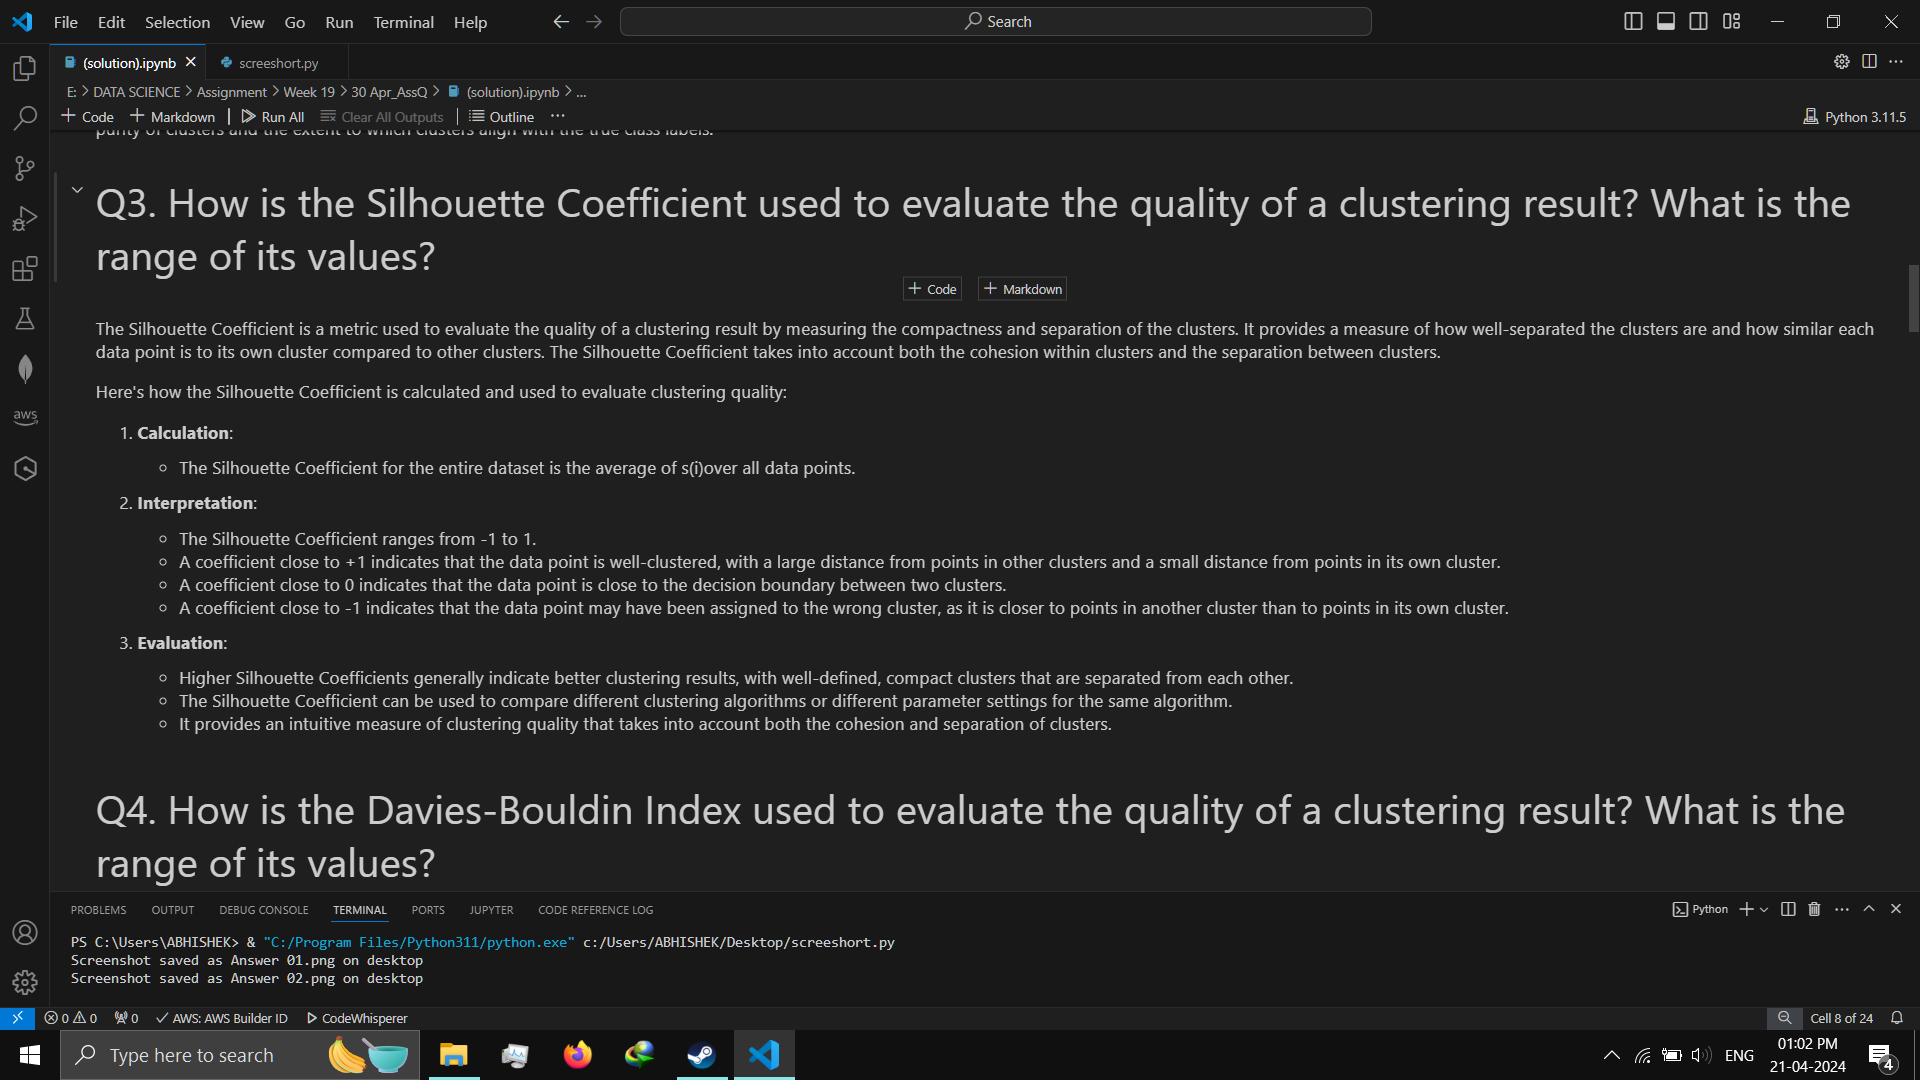 File Edit Selection View Go Run Terminal Help Search
(solution).ipynb screeshort.py
E: > DATA SCIENCE > Assignment > Week 19 > 30 Apr_AssQ > (solution).ipynb > ...
+ Code + Markdown Run All Clear All Outputs Outline ... Python 3.11.5
purity of clusters and the extent to which clusters align with the true class labels.
Q3. How is the Silhouette Coefficient used to evaluate the quality of a clustering result? What is the
range of its values?
+ Code + Markdown
The Silhouette Coefficient is a metric used to evaluate the quality of a clustering result by measuring the compactness and separation of the clusters. It provides a measure of how well-separated the clusters are and how similar each
data point is to its own cluster compared to other clusters. The Silhouette Coefficient takes into account both the cohesion within clusters and the separation between clusters.
Here's how the Silhouette Coefficient is calculated and used to evaluate clustering quality:
1. Calculation:
The Silhouette Coefficient for the entire dataset is the average of s(i)over all data points.
2. Interpretation:
The Silhouette Coefficient ranges from -1 to 1.
A coefficient close to +1 indicates that the data point is well-clustered, with a large distance from points in other clusters and a small distance from points in its own cluster.
A coefficient close to 0 indicates that the data point is close to the decision boundary between two clusters.
A coefficient close to -1 indicates that the data point may have been assigned to the wrong cluster, as it is closer to points in another cluster than to points in its own cluster.
3. Evaluation:
Higher Silhouette Coefficients generally indicate better clustering results, with well-defined, compact clusters that are separated from each other.
The Silhouette Coefficient can be used to compare different clustering algorithms or different parameter settings for the same algorithm.
It provides an intuitive measure of clustering quality that takes into account both the cohesion and separation of clusters.
Q4. How is the Davies-Bouldin Index used to evaluate the quality of a clustering result? What is the
range of its values?
PROBLEMS OUTPUT DEBUG CONSOLE TERMINAL PORTS JUPYTER CODE REFERENCE LOG Python
PS C:\Users\ABHISHEK> & "C:/Program Files/Python311/python.exe" c:/Users/ABHISHEK/Desktop/screeshort.py
Screenshot saved as Answer 01.png on desktop
Screenshot saved as Answer 02.png on desktop
aws
0 0 0 AWS: AWS Builder ID CodeWhisperer Cell 8 of 24
Type here to search ENG 01:02 PM
21-04-2024 4